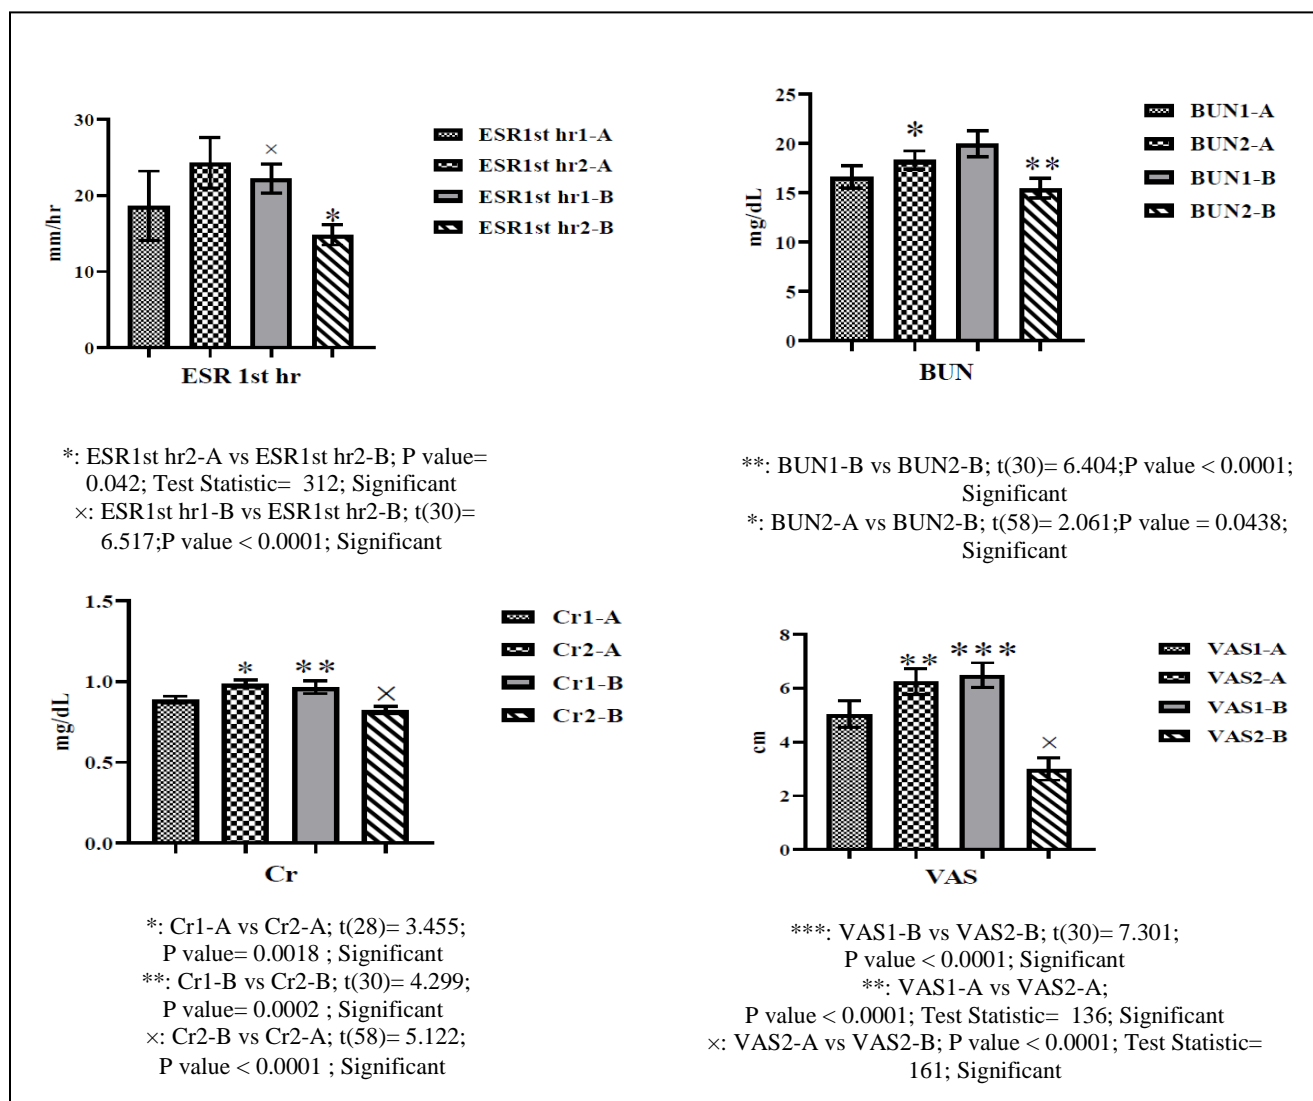 30
20
10
0
mm/hr
×
*
ESR 1st hr
ESR1st hr1-A
ESR1st hr2-A
ESR1st hr1-B
ESR1st hr2-B
*: ESR1st hr2-A vs ESR1st hr2-B; P value=
0.042; Test Statistic= 312; Significant
×: ESR1st hr1-B vs ESR1st hr2-B; t(30)=
6.517;P value < 0.0001; Significant
25
20
15
10
5
0
mg/dL
*
**
BUN
BUN1-A
BUN2-A
BUN1-B
BUN2-B
**: BUN1-B vs BUN2-B; t(30)= 6.404;P value < 0.0001;
Significant
*: BUN2-A vs BUN2-B; t(58)= 2.061;P value = 0.0438;
Significant
1.5
1.0
0.5
0.0
mg/dL
*
**
×
Cr
Cr1-A
Cr2-A
Cr1-B
Cr2-B
*: Cr1-A vs Cr2-A; t(28)= 3.455;
P value= 0.0018 ; Significant
**: Cr1-B vs Cr2-B; t(30)= 4.299;
P value= 0.0002 ; Significant
×: Cr2-B vs Cr2-A; t(58)= 5.122;
P value < 0.0001 ; Significant
8
6
4
2
0
cm
**
***
×
VAS
VAS1-A
VAS2-A
VAS1-B
VAS2-B
***: VAS1-B vs VAS2-B; t(30)= 7.301;
P value < 0.0001; Significant
**: VAS1-A vs VAS2-A;
P value < 0.0001; Test Statistic= 136; Significant
×: VAS2-A vs VAS2-B; P value < 0.0001; Test Statistic=
161; Significant